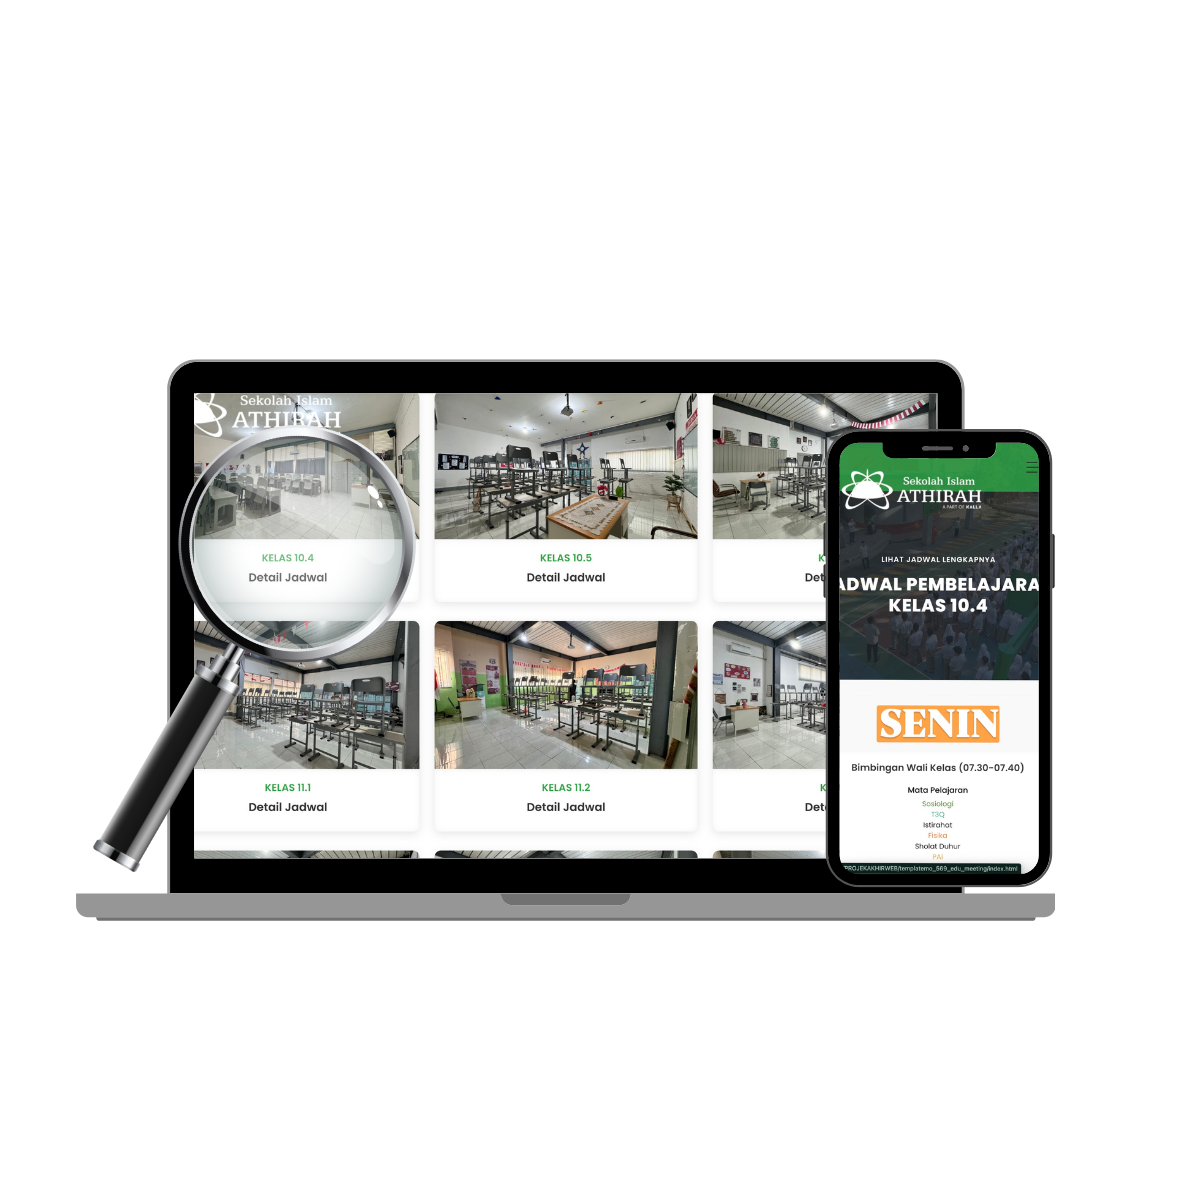 Sekolah Islam
ATHIRAH
KELAS 10.4
Detail Jadwal
KELAS 10.5
Detail Jadwal
KELAS 11.1
Detail Jadwal
KELAS 11.2
Detail Jadwal
Sekolah Islam
ATHIRAH
A PART OF KALLA
LIHAT JADWAL LENGKAPNYA
ADWAL PEMBELAJARA
KELAS 10.4
SENIN
Bimbingan Wali Kelas (07.30-07.40)
Mata Pelajaran
Sosiologi
T3Q
Istirahat
Fisika
Sholat Duhur
PAI
PROJEKAKHIRWEB/templatemo_569_edu_meeting/index.html